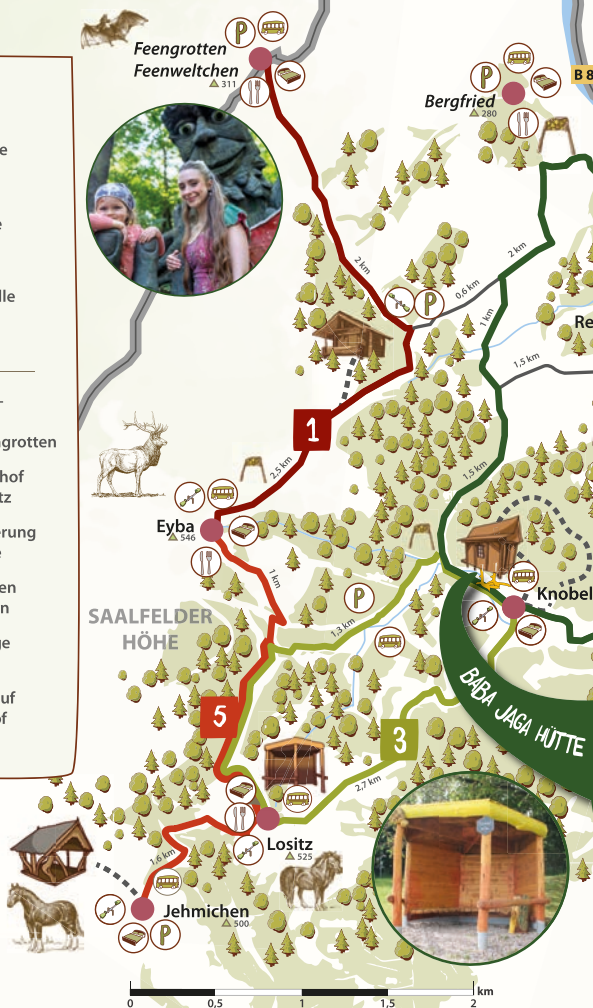 Feengrotten
Feenweltchen
311
P
Bergfried
280
P
B 8
e
e
lle
2 km
2 km
0,6 km
P
1 km
Re
1,5 km
-
ngrotten
hof
tz
erung
e
en
n
ge
uf
of
1
2,5 km
1,5 km
Eyba
546
1 km
P
Knobel
SAALFELDER
HÖHE
1,3 km
BABA JAGA HÜTTE
5
3
2,7 km
Lositz
525
1,6 km
Jehmichen
500
P
0 0,5 1 1,5 2 km